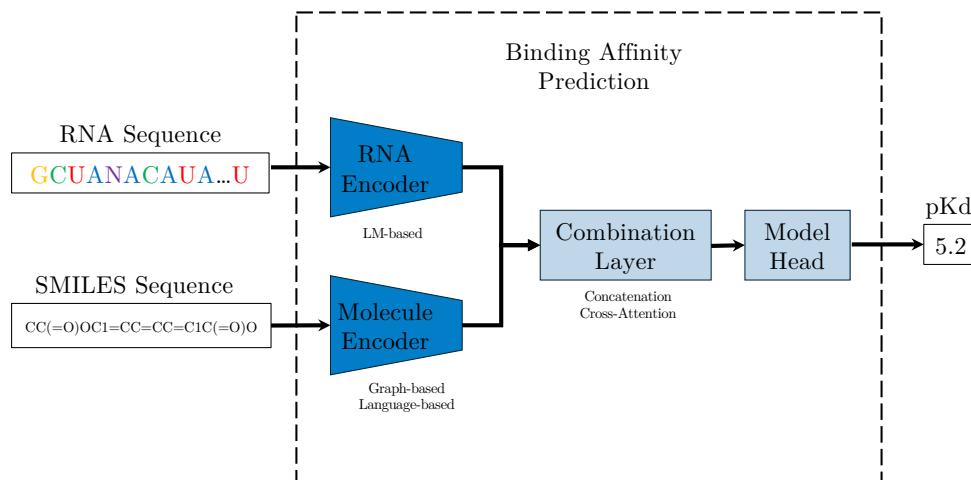 Binding Affinity
Prediction
RNA Sequence
GCUANACAUA...U
RNA
Encoder
LM-based
SMILES Sequence
CC(=O)OC1=CC=CC=C1C(=O)O
Molecule
Encoder
Graph-based
Language-based
Combination
Layer
Concatenation
Cross-Attention
Model
Head
pKd
5.2